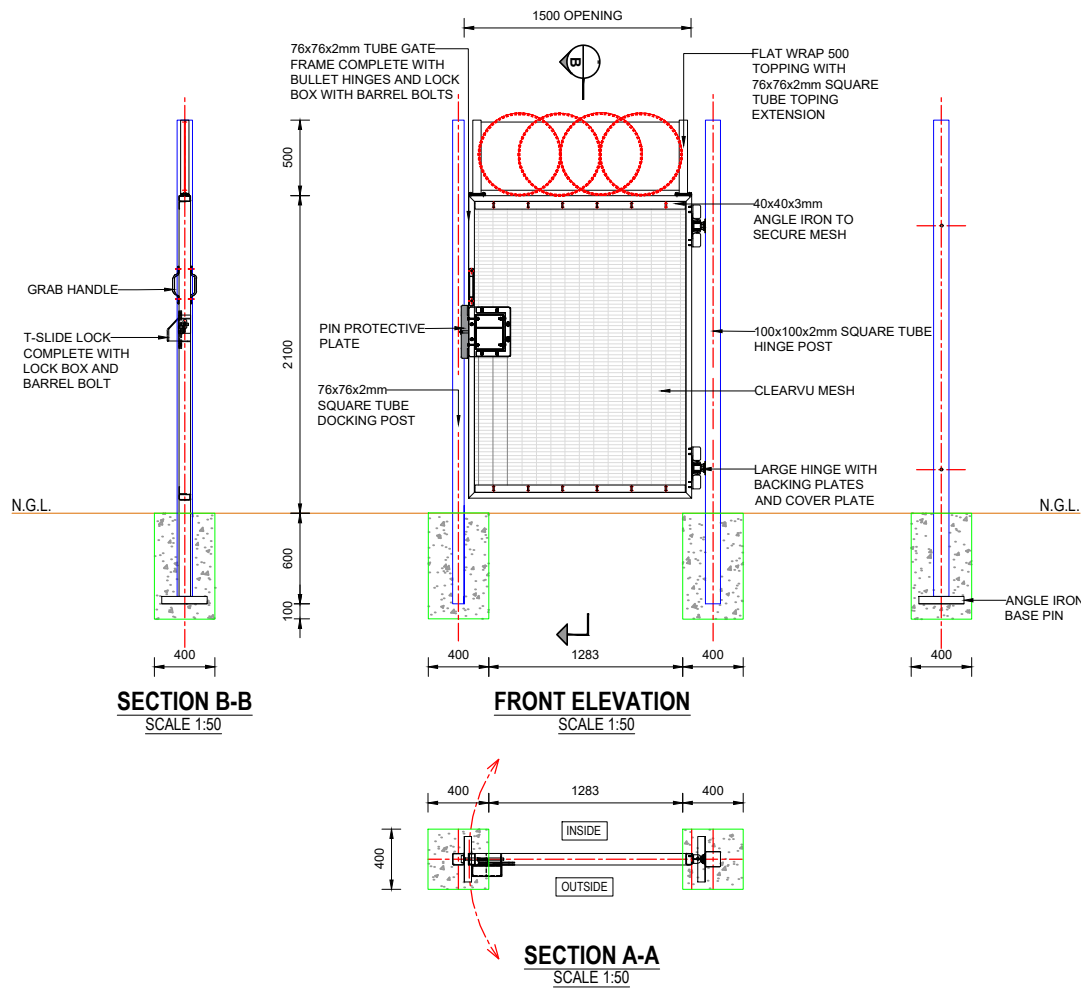 1500 OPENING
76x76x2mm TUBE GATE
FRAME COMPLETE WITH
BULLET HINGES AND LOCK
BOX WITH BARREL BOLTS
B
FLAT WRAP 500
TOPPING WITH
76x76x2mm SQUARE
TUBE TOPING
EXTENSION
500
40x40x3mm
ANGLE IRON TO
SECURE MESH
GRAB HANDLE
T-SLIDE LOCK
COMPLETE WITH
LOCK BOX AND
BARREL BOLT
2100
PIN PROTECTIVE
PLATE
100x100x2mm SQUARE TUBE
HINGE POST
76x76x2mm
SQUARE TUBE
DOCKING POST
CLEARVU MESH
LARGE HINGE WITH
BACKING PLATES
AND COVER PLATE
N.G.L.
N.G.L.
600
100
ANGLE IRON
BASE PIN
400
400
1283
400
400
SECTION B-B
SCALE 1:50
FRONT ELEVATION
SCALE 1:50
400
1283
400
400
INSIDE
OUTSIDE
SECTION A-A
SCALE 1:50